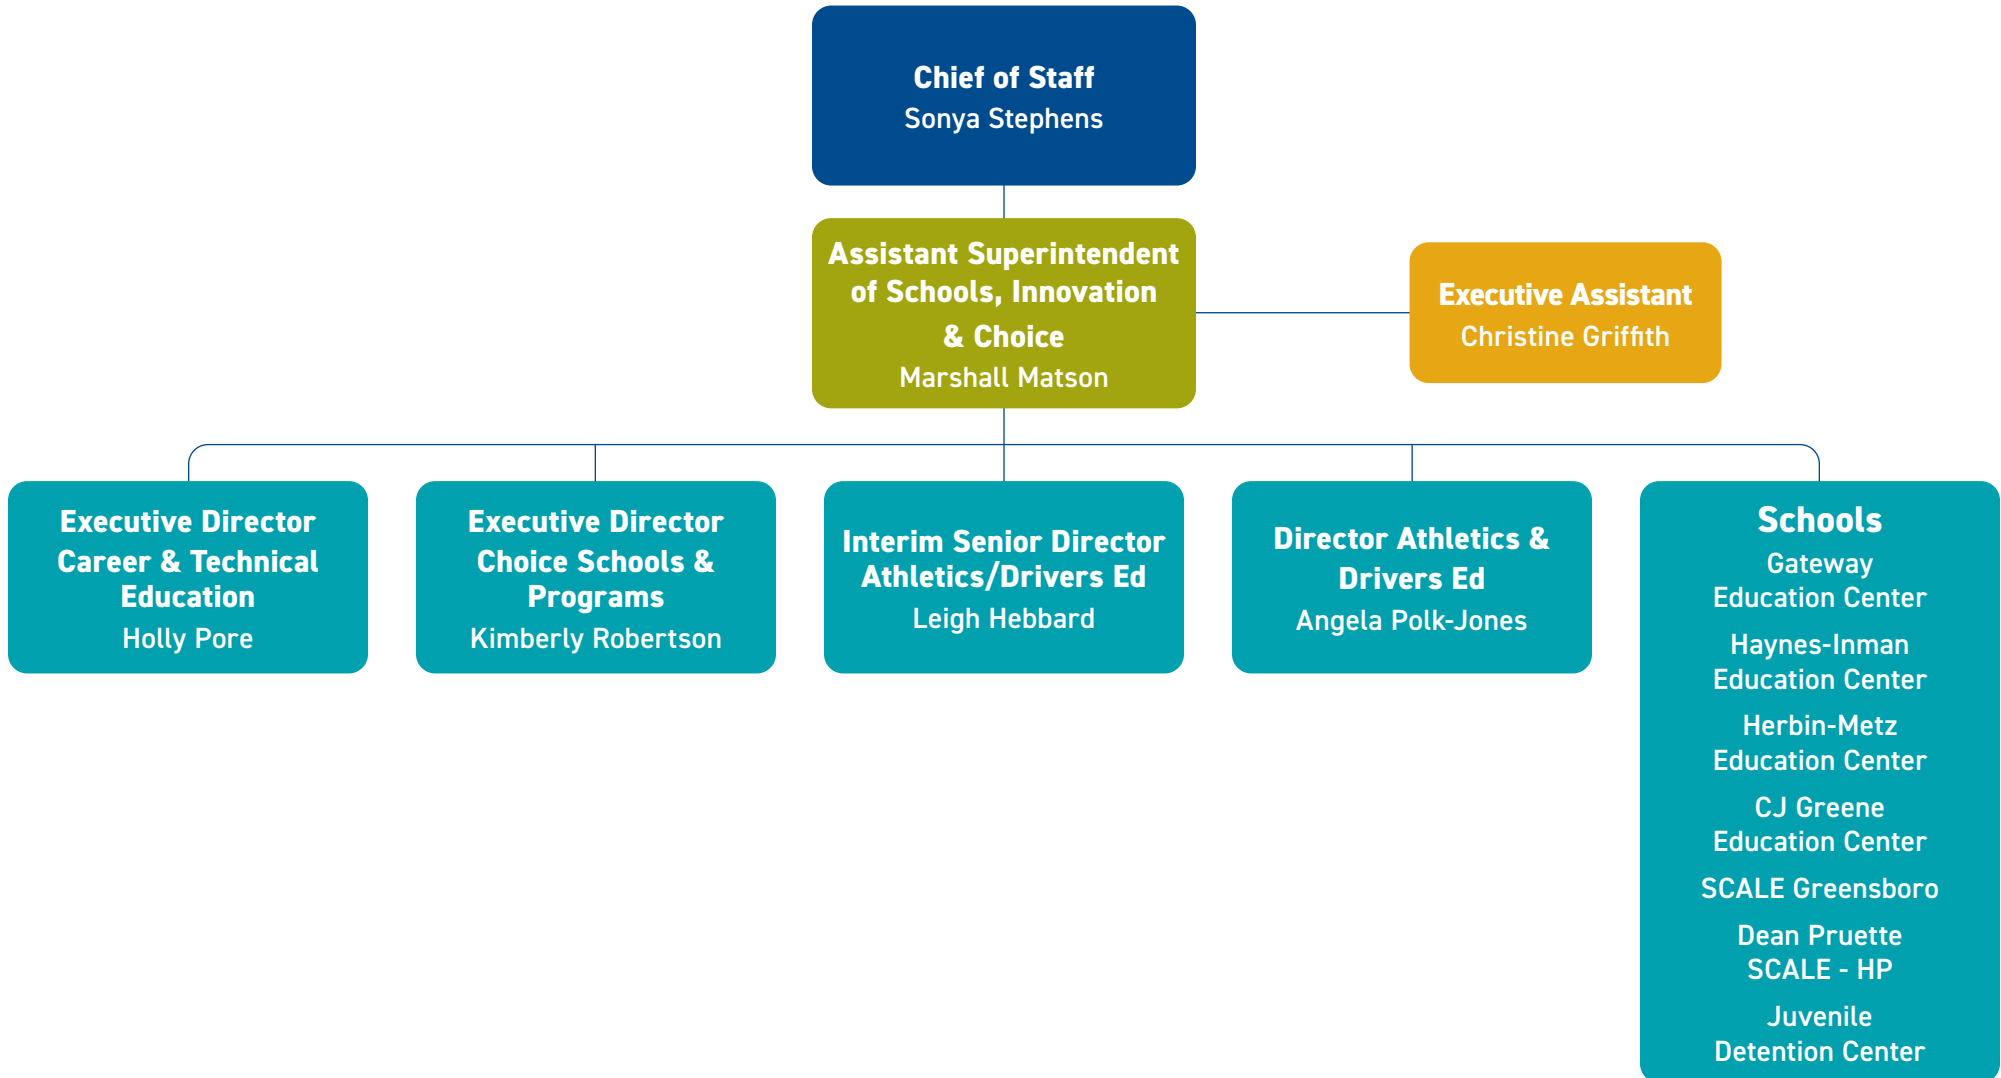 Chief of Staff
Sonya Stephens
Assistant Superintendent
of Schools, Innovation
& Choice
Marshall Matson
Executive Assistant
Christine Griffith
Executive Director
Career & Technical
Education
Holly Pore
Executive Director
Choice Schools &
Programs
Kimberly Robertson
Interim Senior Director
Athletics/Drivers Ed
Leigh Hebbard
Director Athletics &
Drivers Ed
Angela Polk-Jones
Schools
Gateway
Education Center
Haynes-Inman
Education Center
Herbin-Metz
Education Center
CJ Greene
Education Center
SCALE Greensboro
Dean Pruette
SCALE - HP
Juvenile
Detention Center